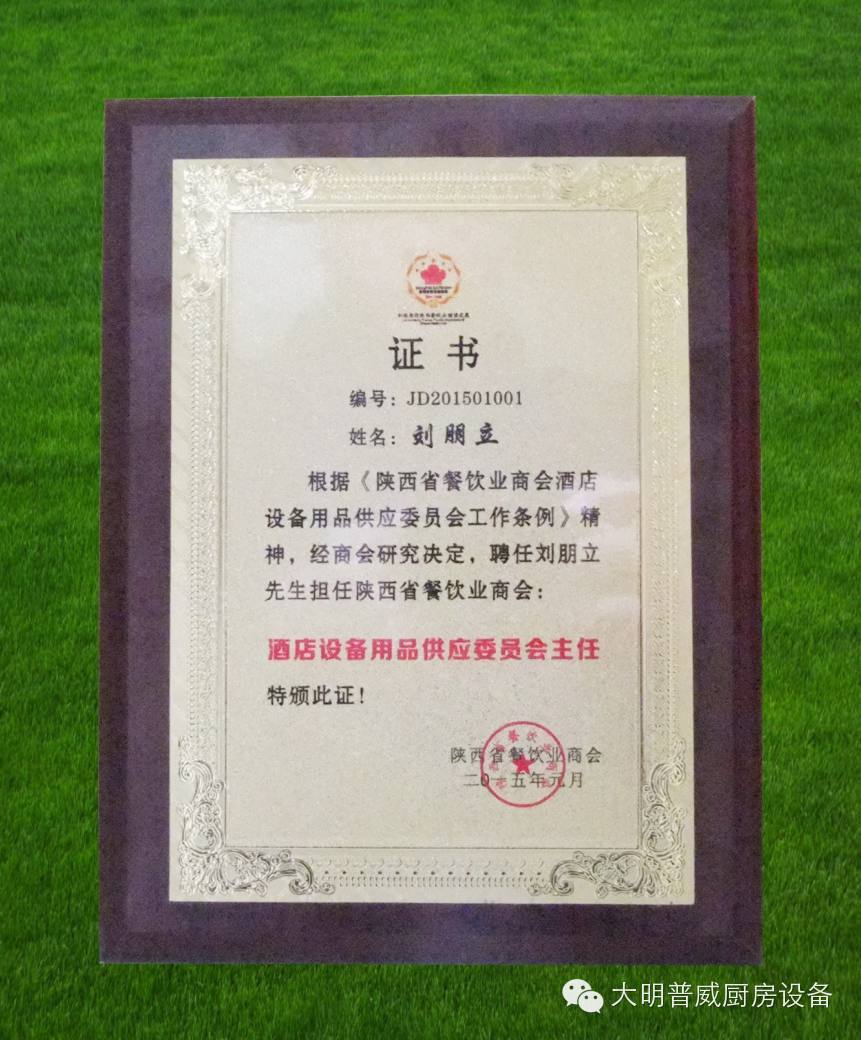 证书
编号：JD201501001
姓名：刘朋立
根据《陕西省餐饮业商会酒店
设备用品供应委员会工作条例》精
神，经商会研究决定，聘任刘朋立
先生担任陕西省餐饮业商会：
酒店设备用品供应委员会主任
特颁此证！
陕西省餐饮业商会
二〇一五年元月
大明普威厨房设备